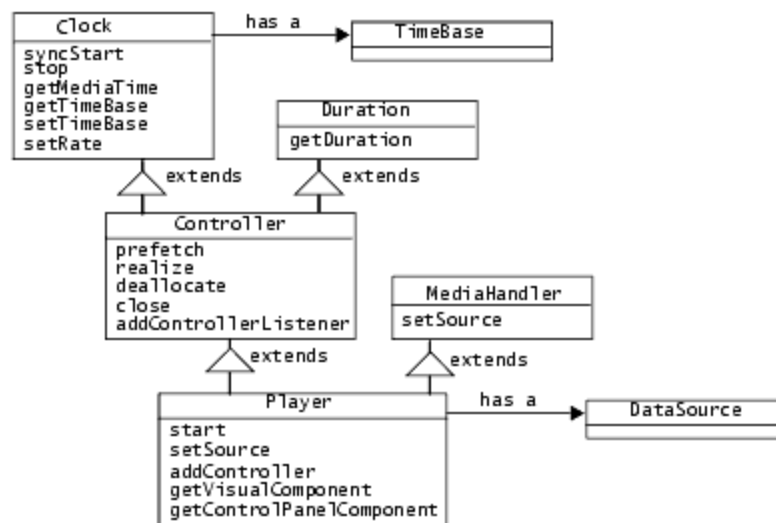 Clock
has a
TimeBase
syncStart
stop
getMediaTime
getTimeBase
setTimeBase
setRate
Duration
getDuration
extends
extends
Controller
prefetch
realize
deallocate
close
addControllerListener
MediaHandler
setSource
extends
extends
Player
has a
DataSource
start
setSource
addController
getVisualComponent
getControlPanelComponent